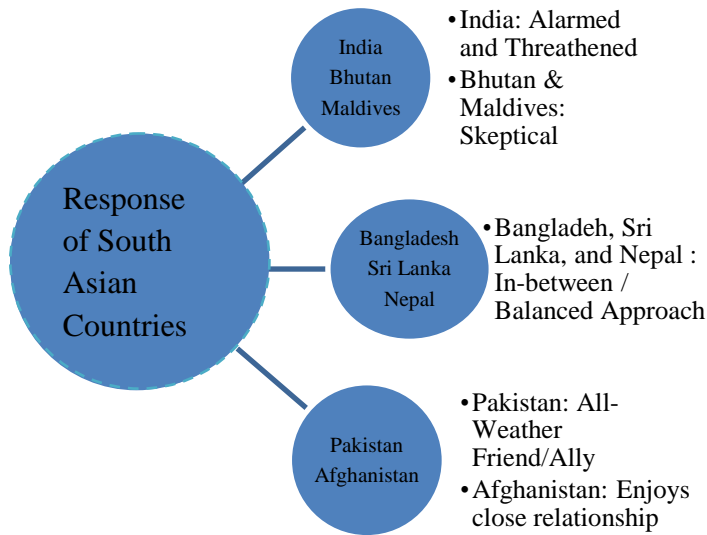 Response
of South
Asian
Countries
India
Bhutan
Maldives
•India: Alarmed
and Threathened
•Bhutan &
Maldives:
Skeptical
Bangladesh
Sri Lanka
Nepal
•Bangladeh, Sri
Lanka, and Nepal :
In-between /
Balanced Approach
Pakistan
Afghanistan
•Pakistan: All-
Weather
Friend/Ally
•Afghanistan: Enjoys
close relationship